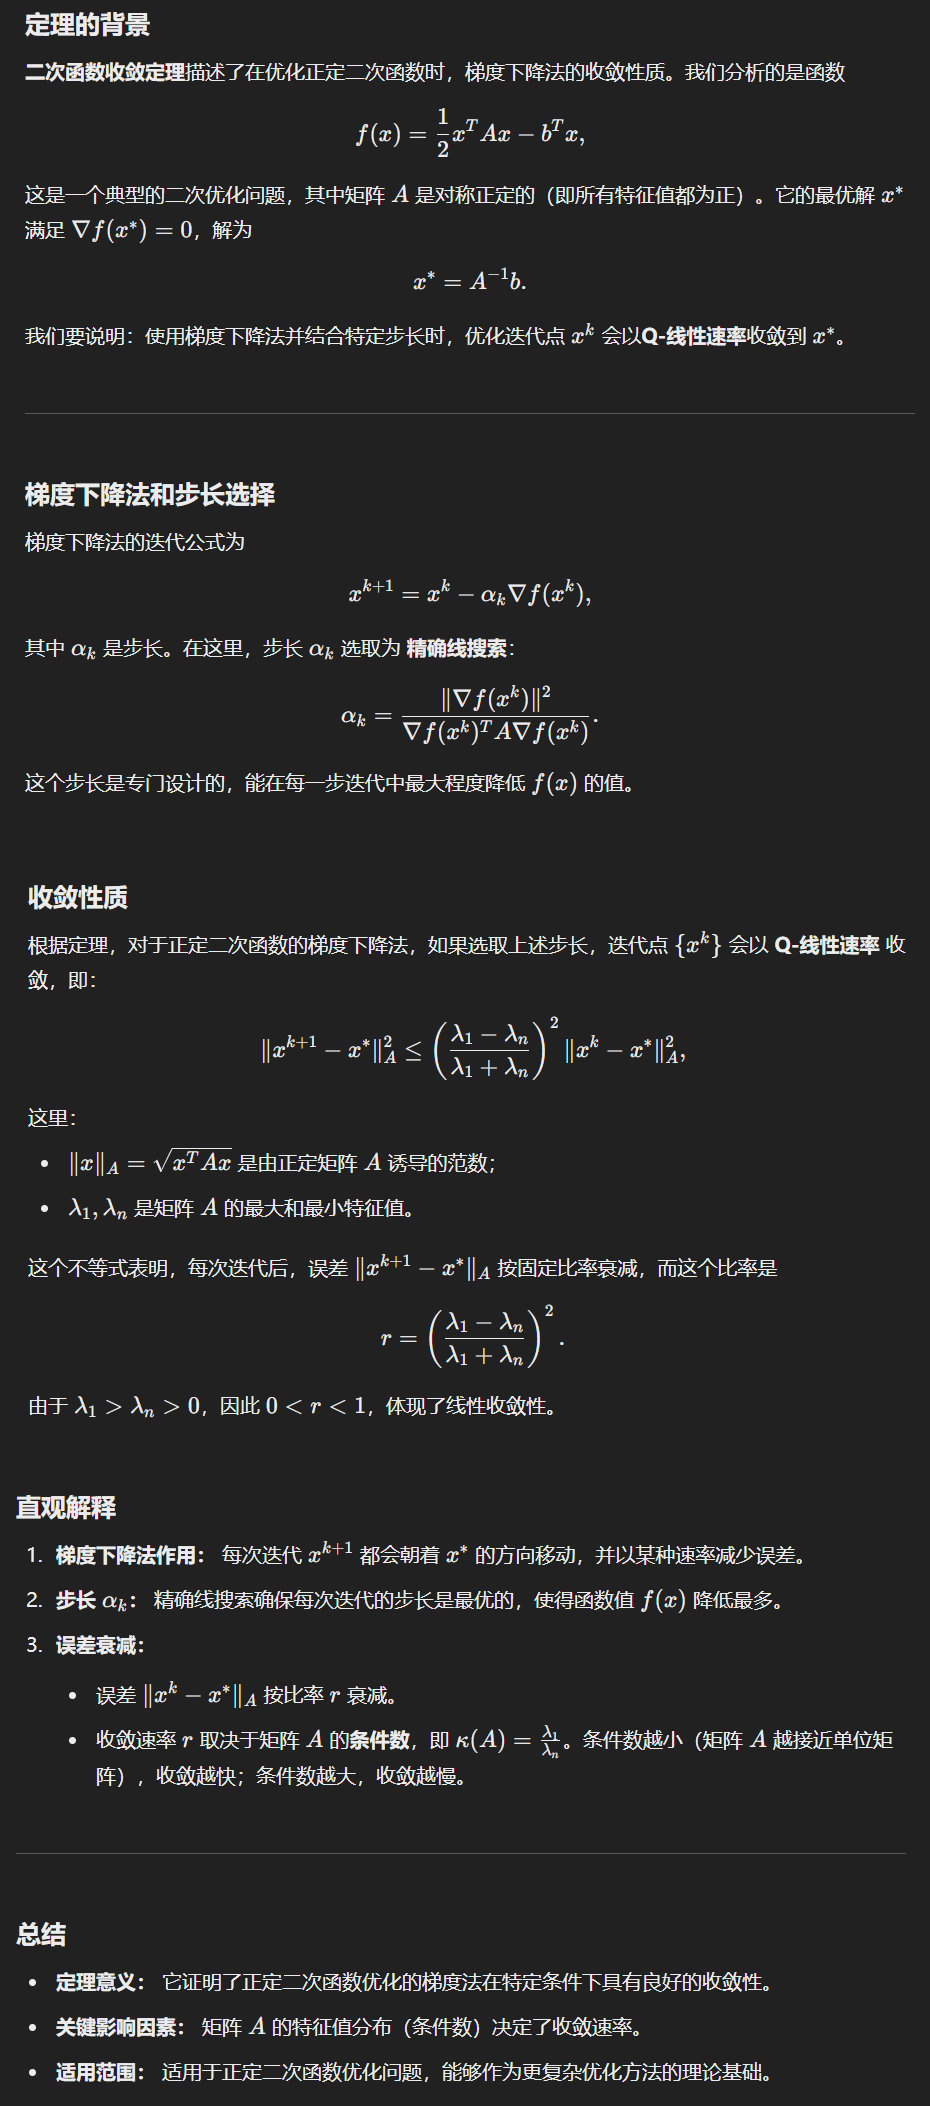 定理的背景
二次函数收敛定理描述了在优化正定二次函数时，梯度下降法的收敛性质。我们分析的是函数
f(x) = \frac{1}{2} x^T A x − b^T x,
这是一个典型的二次优化问题，其中矩阵 A 是对称正定的（即所有特征值都为正）。它的最优解 x^*
满足 ∇f(x^*) = 0，解为
x^* = A^{-1} b.
我们要说明：使用梯度下降法并结合特定步长时，优化迭代点 x^k 会以Q-线性速率收敛到 x^*。
梯度下降法和步长选择
梯度下降法的迭代公式为
x^{k+1} = x^k − α_k ∇f(x^k),
其中 α_k 是步长。在这里，步长 α_k 选取为 精确线搜索：
α_k = \frac{‖∇f(x^k)‖^2}{∇f(x^k)^T A ∇f(x^k)}.
这个步长是专门设计的，能在每一步迭代中最大程度降低 f(x) 的值。
收敛性质
根据定理，对于正定二次函数的梯度下降法，如果选取上述步长，迭代点 {x^k} 会以 Q-线性速率 收
敛，即：
‖x^{k+1} − x^*‖_A^2 ≤ \left(\frac{λ_1 − λ_n}{λ_1 + λ_n}\right)^2 ‖x^k − x^*‖_A^2,
这里：
• ‖x‖_A = \sqrt{x^T A x} 是由正定矩阵 A 诱导的范数；
• λ_1, λ_n 是矩阵 A 的最大和最小特征值。
这个不等式表明，每次迭代后，误差 ‖x^{k+1} − x^*‖_A 按固定比率衰减，而这个比率是
r = \left(\frac{λ_1 − λ_n}{λ_1 + λ_n}\right)^2.
由于 λ_1 > λ_n > 0，因此 0 < r < 1，体现了线性收敛性。
直观解释
1. 梯度下降法作用： 每次迭代 x^{k+1} 都会朝着 x^* 的方向移动，并以某种速率减少误差。
2. 步长 α_k： 精确线搜索确保每次迭代的步长是最优的，使得函数值 f(x) 降低最多。
3. 误差衰减：
• 误差 ‖x^k − x^*‖_A 按比率 r 衰减。
• 收敛速率 r 取决于矩阵 A 的条件数，即 κ(A) = \frac{λ_1}{λ_n}。条件数越小（矩阵 A 越接近单位矩
阵），收敛越快；条件数越大，收敛越慢。
总结
• 定理意义： 它证明了正定二次函数优化的梯度法在特定条件下具有良好的收敛性。
• 关键影响因素： 矩阵 A 的特征值分布（条件数）决定了收敛速率。
• 适用范围： 适用于正定二次函数优化问题，能够作为更复杂优化方法的理论基础。